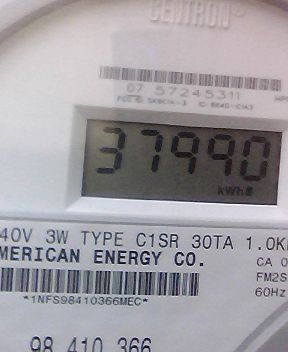 CENTRON®
07 57245311
37990
kWh
40V 3W TYPE C1SR 30TA 1.0K
MERICAN ENERGY CO.
CA 0
FM2S
60Hz
*1NFS98410366MEC*
98 410 366